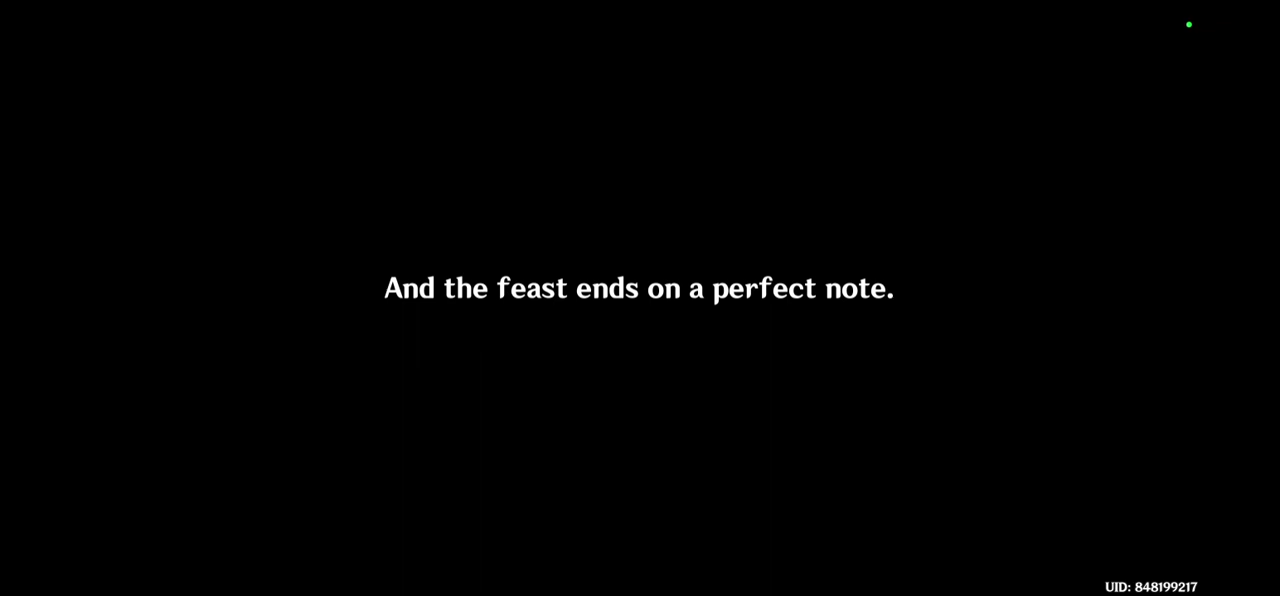 And the feast ends on a perfect note.
UID: 848199217